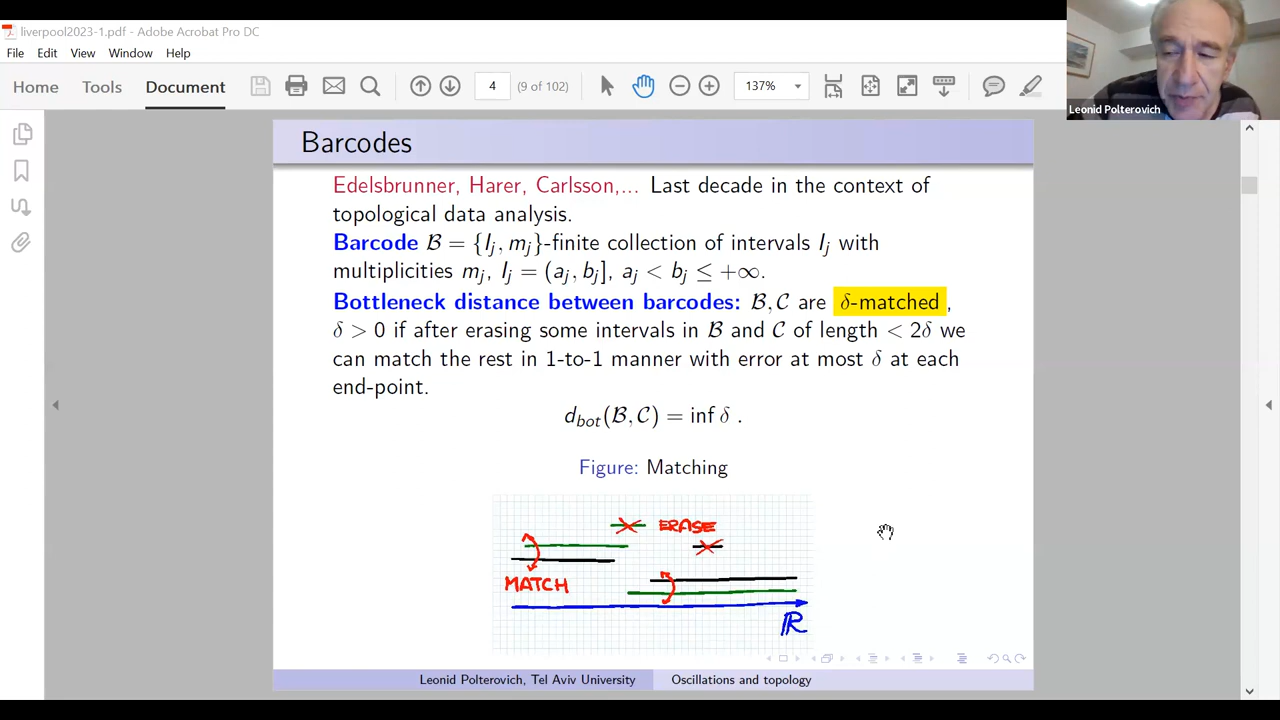 liverpool2023-1.pdf - Adobe Acrobat Pro DC
File Edit View Window Help
Home Tools Document 4 (9 of 102) 137%
Leonid Polterovich
Barcodes
Edelsbrunner, Harer, Carlsson,... Last decade in the context of
topological data analysis.
Barcode ℬ = {I_j, m_j}-finite collection of intervals I_j with
multiplicities m_j, I_j = (a_j, b_j], a_j < b_j ≤ +∞.
Bottleneck distance between barcodes: ℬ, 𝒞 are δ-matched,
δ > 0 if after erasing some intervals in ℬ and 𝒞 of length < 2δ we
can match the rest in 1-to-1 manner with error at most δ at each
end-point.
d_bot(ℬ, 𝒞) = inf δ .
Figure: Matching
ERASE
MATCH
ℝ
Leonid Polterovich, Tel Aviv University Oscillations and topology